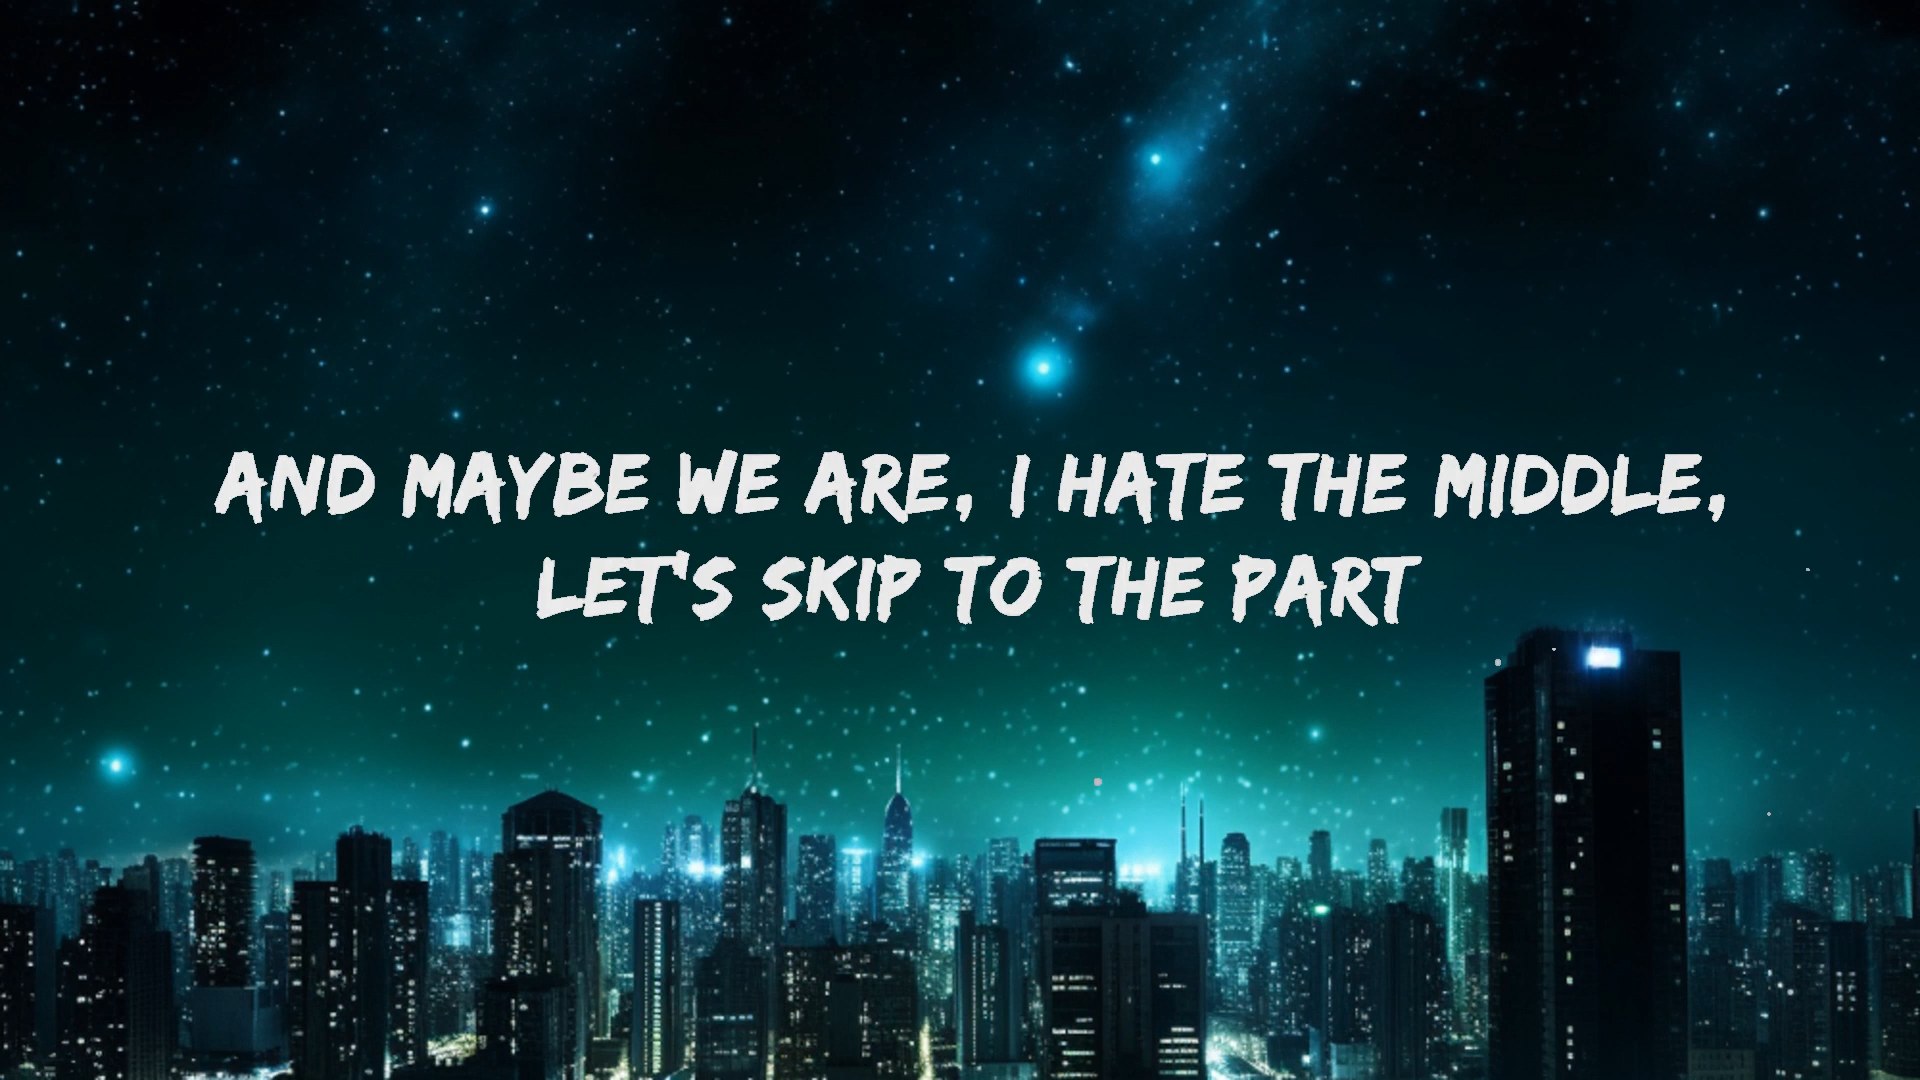 AND MAYBE WE ARE, I HATE THE MIDDLE,
LET'S SKIP TO THE PART